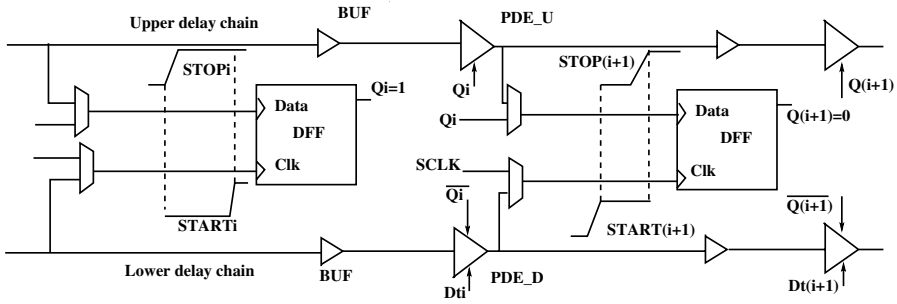 Upper delay chain
BUF
PDE_U
STOPi
STOP(i+1)
Qi=1
Qi
Q(i+1)
Data
DFF
Clk
Qi
Data
DFF
Clk
Q(i+1)=0
SCLK
STARTi
Qi
START(i+1)
Q(i+1)
Lower delay chain
BUF
Dti
PDE_D
Dt(i+1)